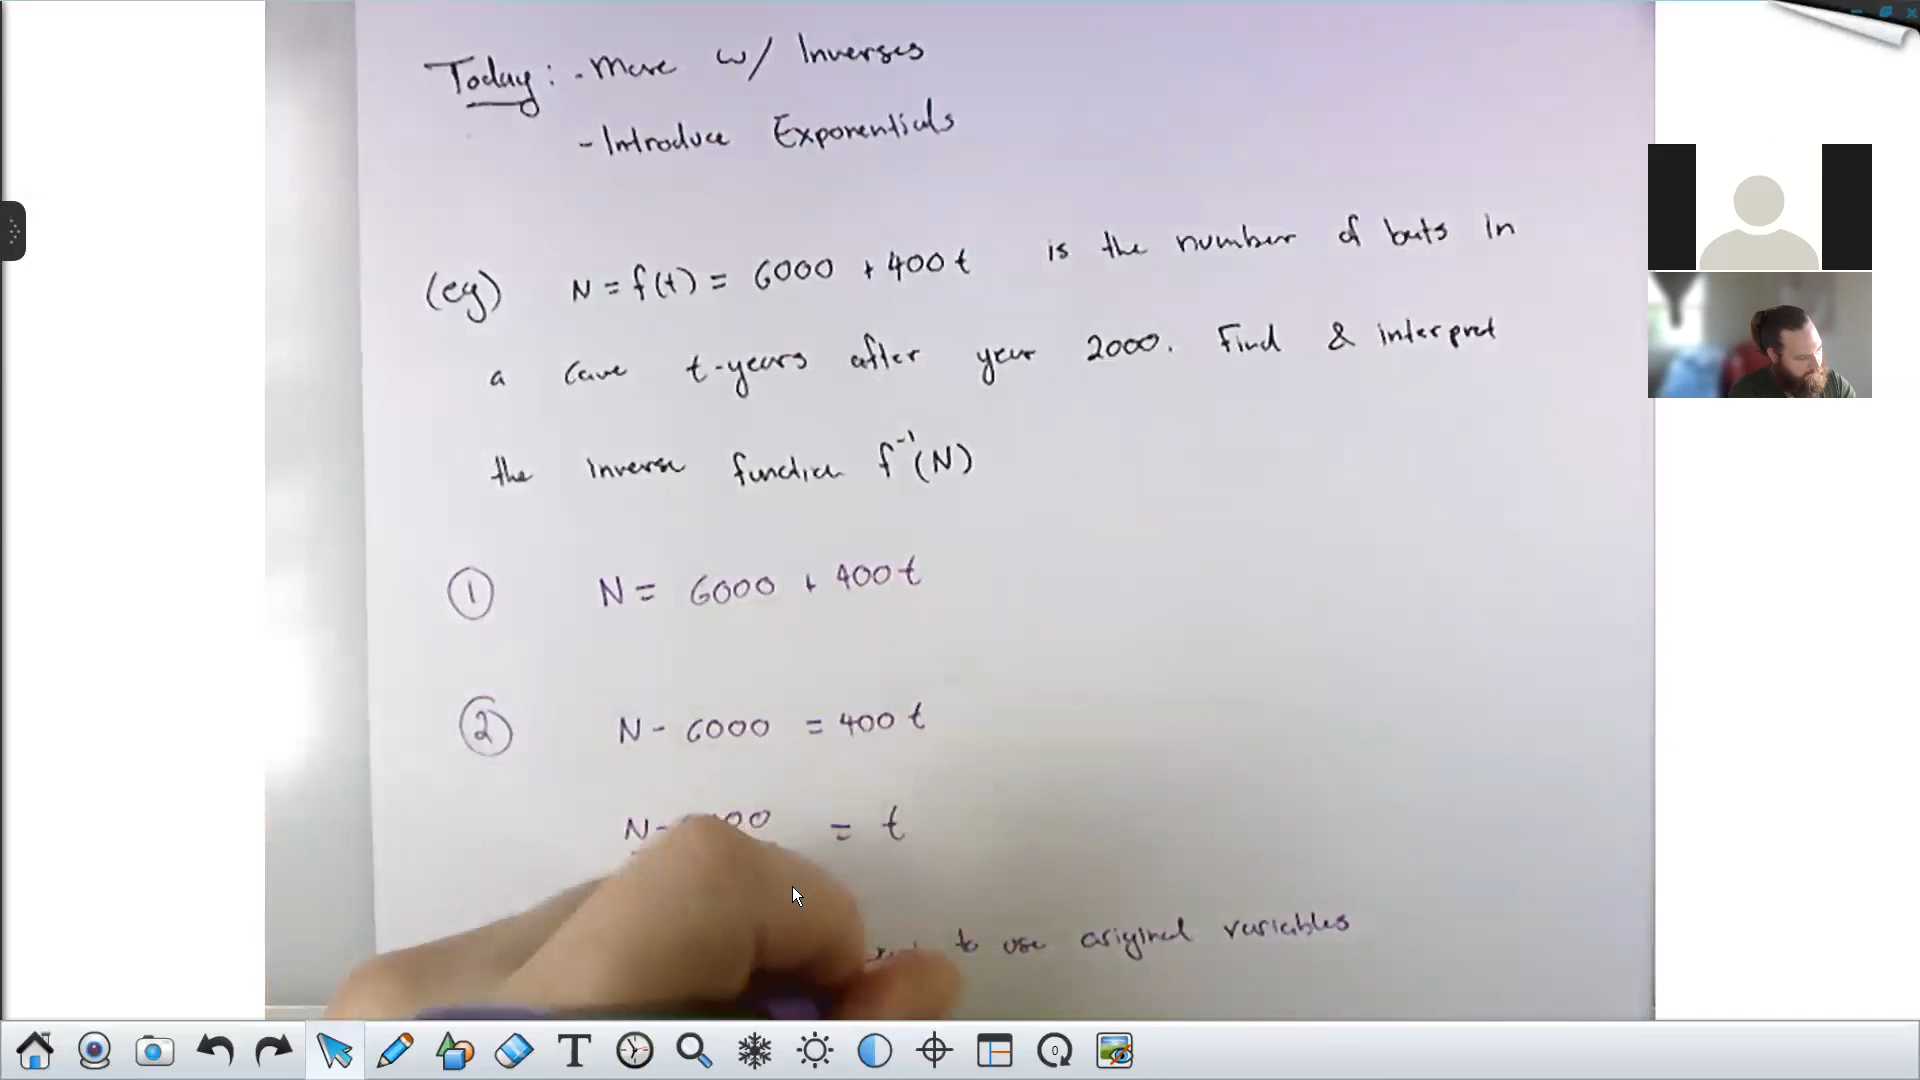 Today: - More w/ Inverses
- Introduce Exponentials
(eg) N = f(t) = 6000 + 400t is the number of bats in
a cave t-years after year 2000. Find & interpret
the inverse function f⁻¹(N)
① N = 6000 + 400t
② N - 6000 = 400t
N - = t
to use original variables
T
0